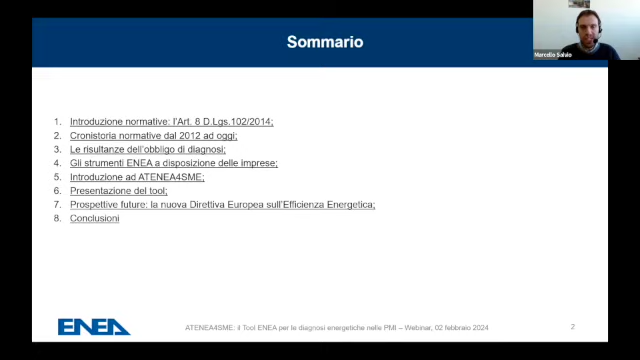 Sommario
Marcello Salvio
1. Introduzione normative: l'Art. 8 D.Lgs.102/2014;
2. Cronistoria normative dal 2012 ad oggi;
3. Le risultanze dell'obbligo di diagnosi;
4. Gli strumenti ENEA a disposizione delle imprese;
5. Introduzione ad ATENEA4SME;
6. Presentazione del tool;
7. Prospettive future: la nuova Direttiva Europea sull'Efficienza Energetica;
8. Conclusioni
ENEA
ATENEA4SME: il Tool ENEA per le diagnosi energetiche nelle PMI – Webinar, 02 febbraio 2024
2